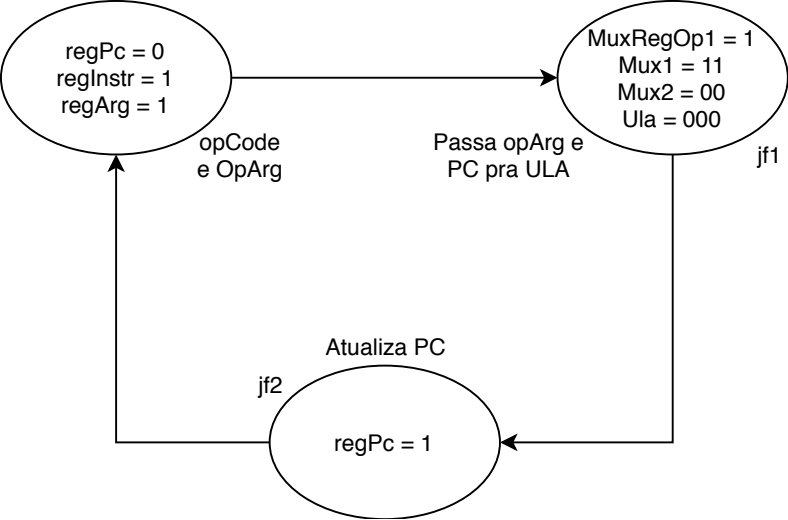 regPc = 0
regInstr = 1
regArg = 1
opCode
e OpArg
MuxRegOp1 = 1
Mux1 = 11
Mux2 = 00
Ula = 000
Passa opArg e
PC pra ULA
jf1
Atualiza PC
jf2
regPc = 1